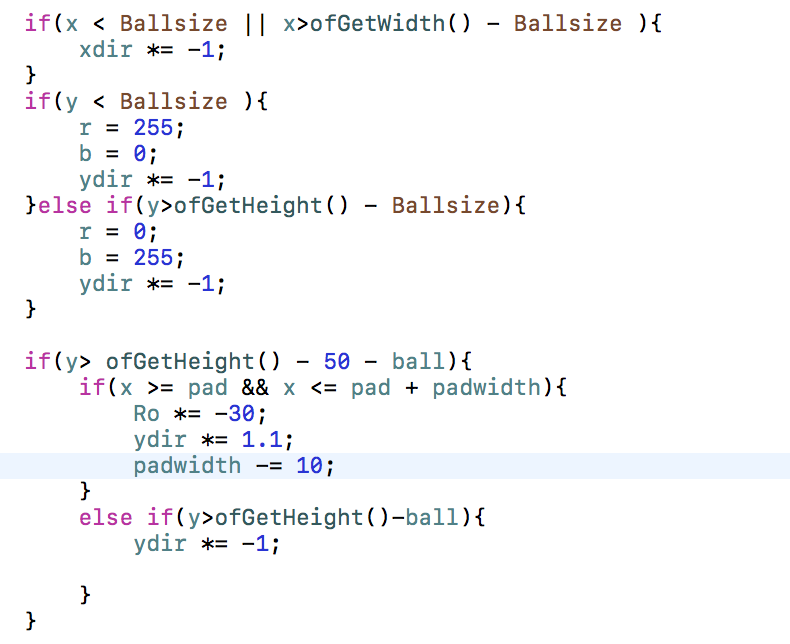 if(x < Ballsize || x>ofGetWidth() - Ballsize ){
    xdir *= -1;
}
if(y < Ballsize ){
    r = 255;
    b = 0;
    ydir *= -1;
}else if(y>ofGetHeight() - Ballsize){
    r = 0;
    b = 255;
    ydir *= -1;
}
if(y> ofGetHeight() - 50 - ball){
    if(x >= pad && x <= pad + padwidth){
        Ro *= -30;
        ydir *= 1.1;
        padwidth -= 10;
    }
    else if(y>ofGetHeight()-ball){
        ydir *= -1;
    }
}